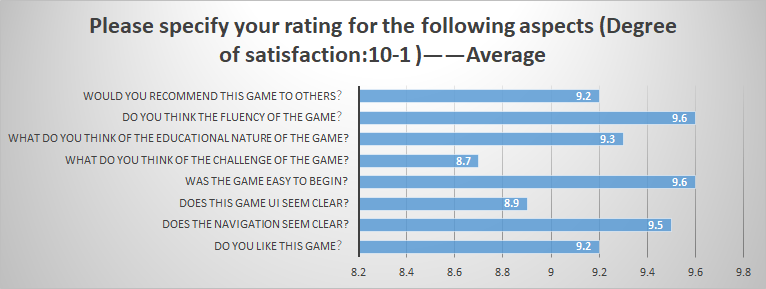 Please specify your rating for the following aspects (Degree
of satisfaction:10-1 )——Average
WOULD YOU RECOMMEND THIS GAME TO OTHERS? 9.2
DO YOU THINK THE FLUENCY OF THE GAME? 9.6
WHAT DO YOU THINK OF THE EDUCATIONAL NATURE OF THE GAME? 9.3
WHAT DO YOU THINK OF THE CHALLENGE OF THE GAME? 8.7
WAS THE GAME EASY TO BEGIN? 9.6
DOES THIS GAME UI SEEM CLEAR? 8.9
DOES THE NAVIGATION SEEM CLEAR? 9.5
DO YOU LIKE THIS GAME? 9.2
8.2 8.4 8.6 8.8 9 9.2 9.4 9.6 9.8